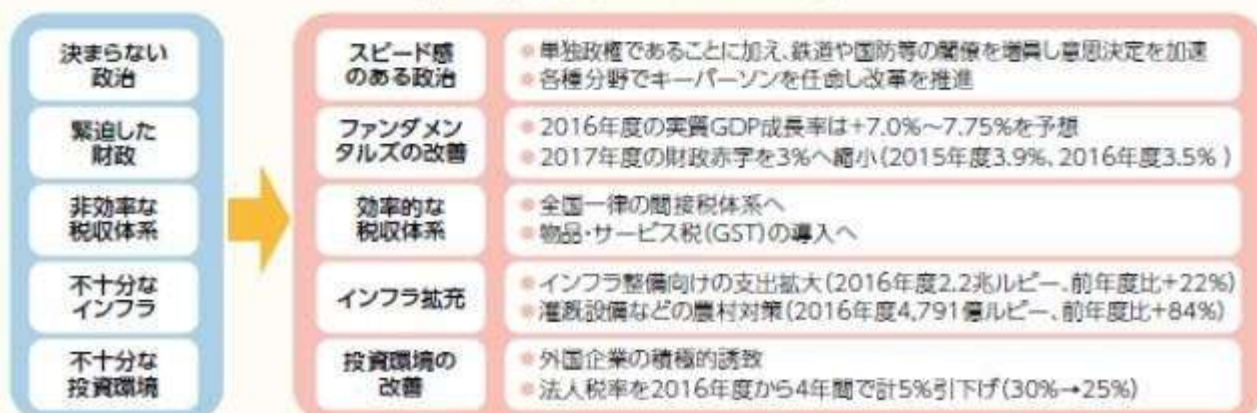 決まらない
政治
スピード感
のある政治
●単独政権であることに加え、鉄道や国防等の閣僚を増員し意思決定を加速
●各種分野でキーパーソンを任命し改革を推進
緊迫した
財政
ファンダメン
タルズの改善
●2016年度の実質GDP成長率は+7.0%~7.75%を予想
●2017年度の財政赤字を3%へ縮小(2015年度3.9%、2016年度3.5%)
非効率な
税収体系
効率的な
税収体系
●全国一律の間接税体系へ
●物品・サービス税(GST)の導入へ
不十分な
インフラ
インフラ拡充
●インフラ整備向けの支出拡大(2016年度2.2兆ルピー、前年度比+22%)
●灌漑設備などの農村対策(2016年度4,791億ルピー、前年度比+84%)
不十分な
投資環境
投資環境の
改善
●外国企業の積極的誘致
●法人税率を2016年度から4年間で計5%引下げ(30%→25%)